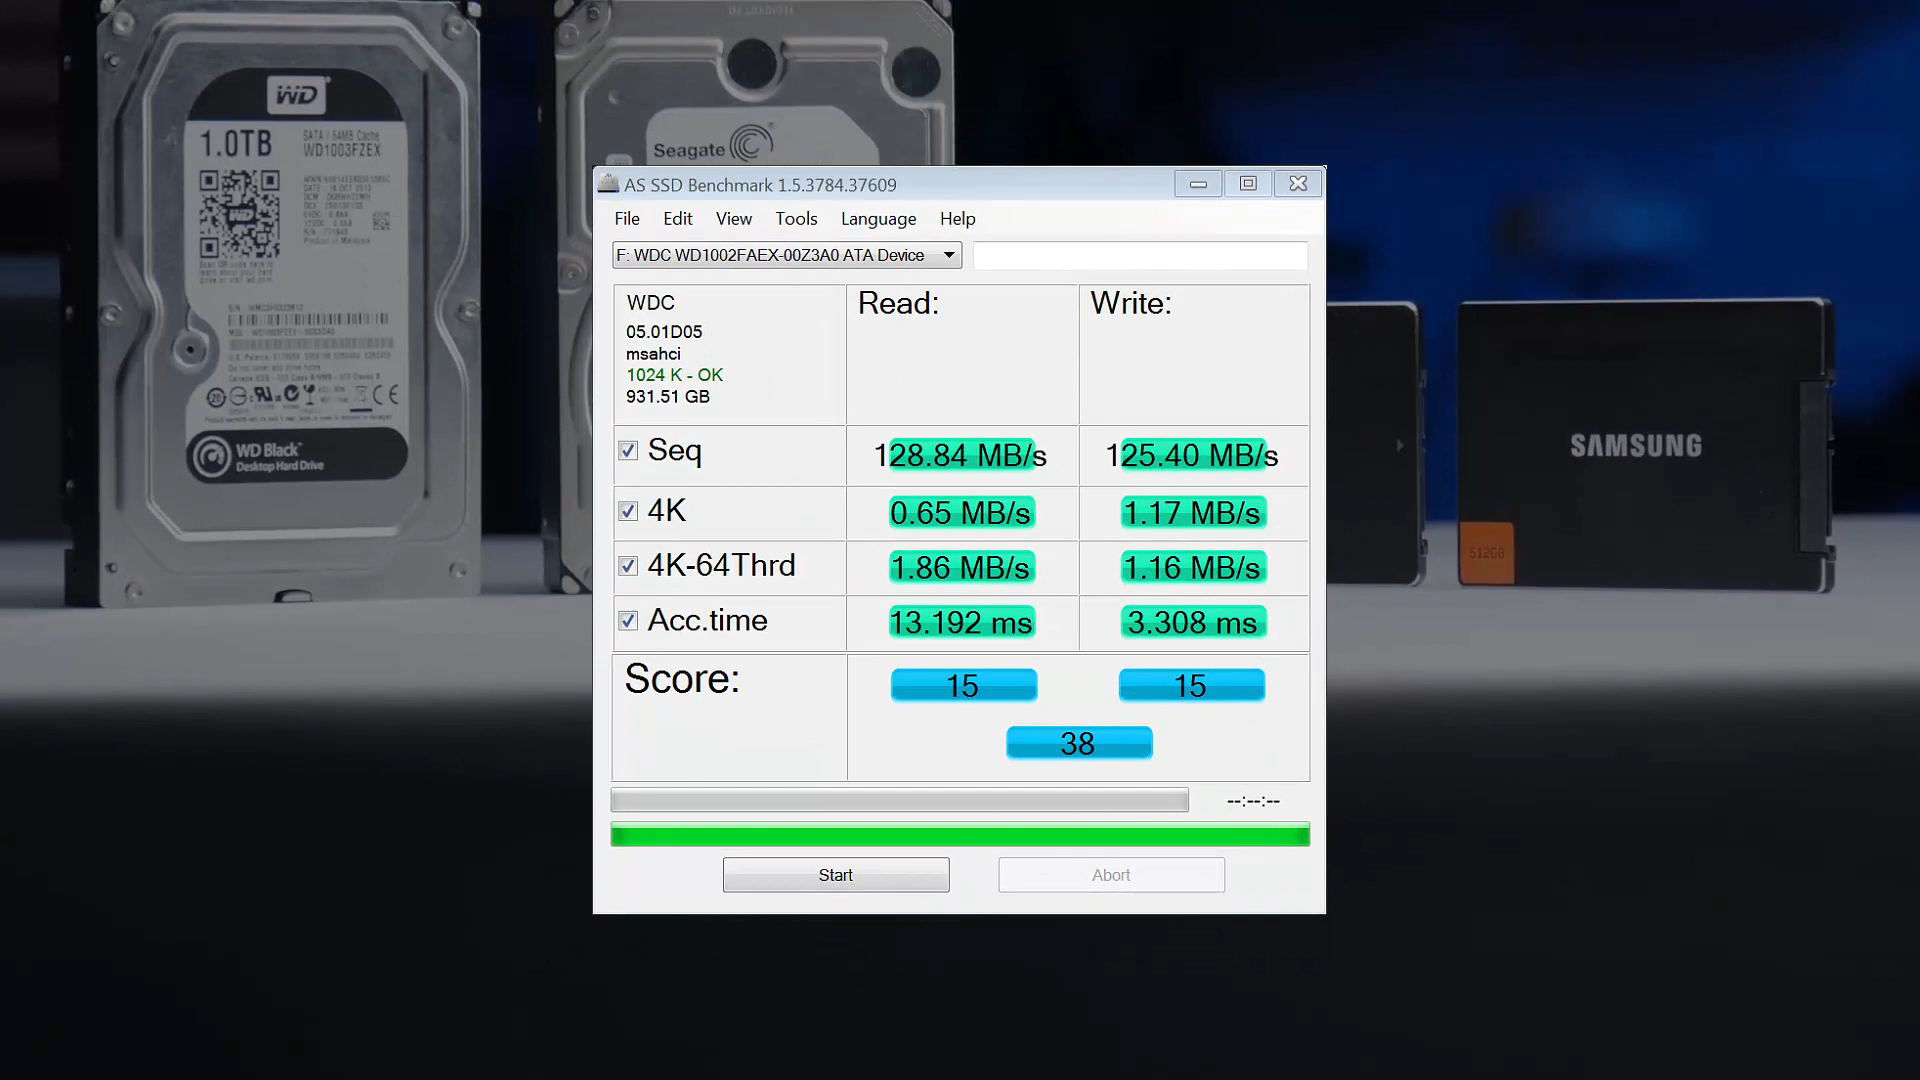 WD
1.0TB
SATA / 64MB Cache
WD1003FZEX
Product of Malaysia
WD Black™
Desktop Hard Drive
Seagate
AS SSD Benchmark 1.5.3784.37609
File Edit View Tools Language Help
F: WDC WD1002FAEX-00Z3A0 ATA Device
WDC
05.01D05
msahci
1024 K - OK
931.51 GB
Read: Write:
Seq 128.84 MB/s 125.40 MB/s
4K 0.65 MB/s 1.17 MB/s
4K-64Thrd 1.86 MB/s 1.16 MB/s
Acc.time 13.192 ms 3.308 ms
Score: 15 15
38
--:--:--
Start Abort
SAMSUNG
512GB